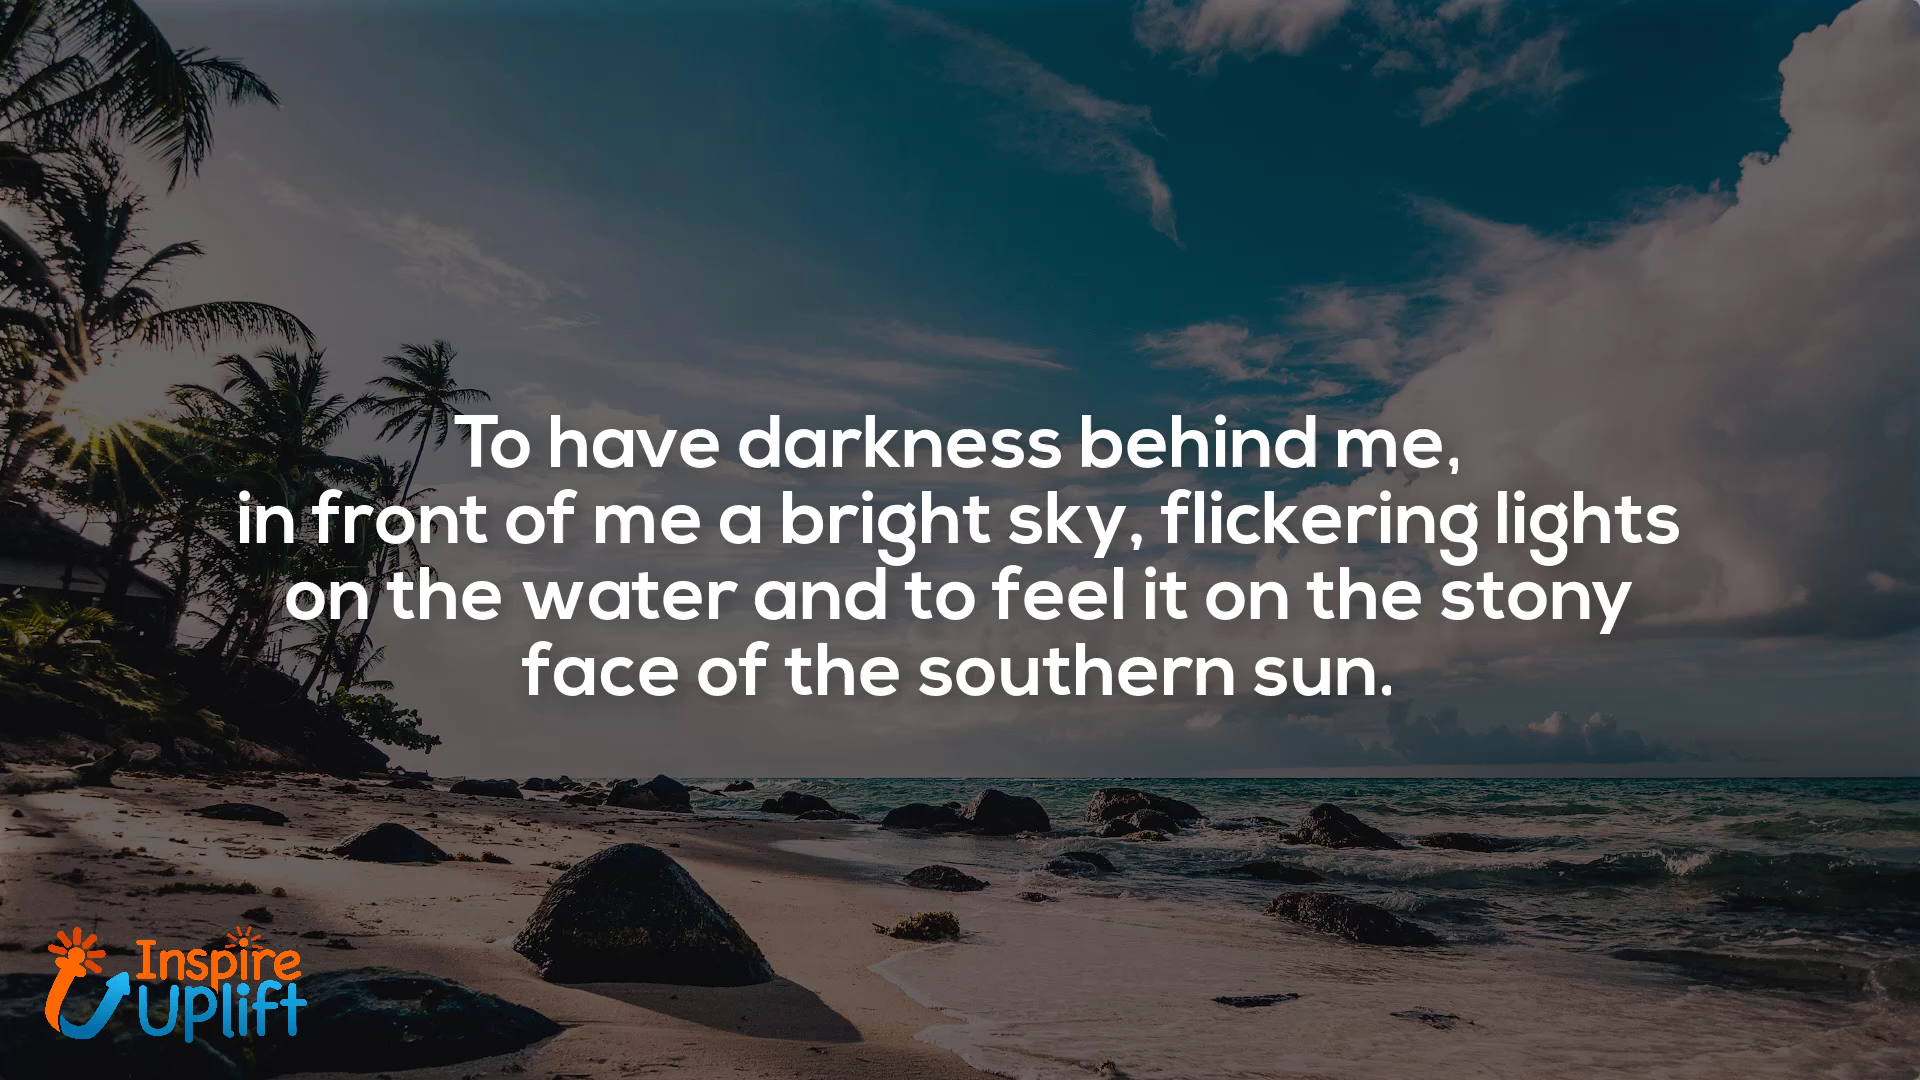 To have darkness behind me,
in front of me a bright sky, flickering lights
on the water and to feel it on the stony
face of the southern sun.
Inspire
Uplift